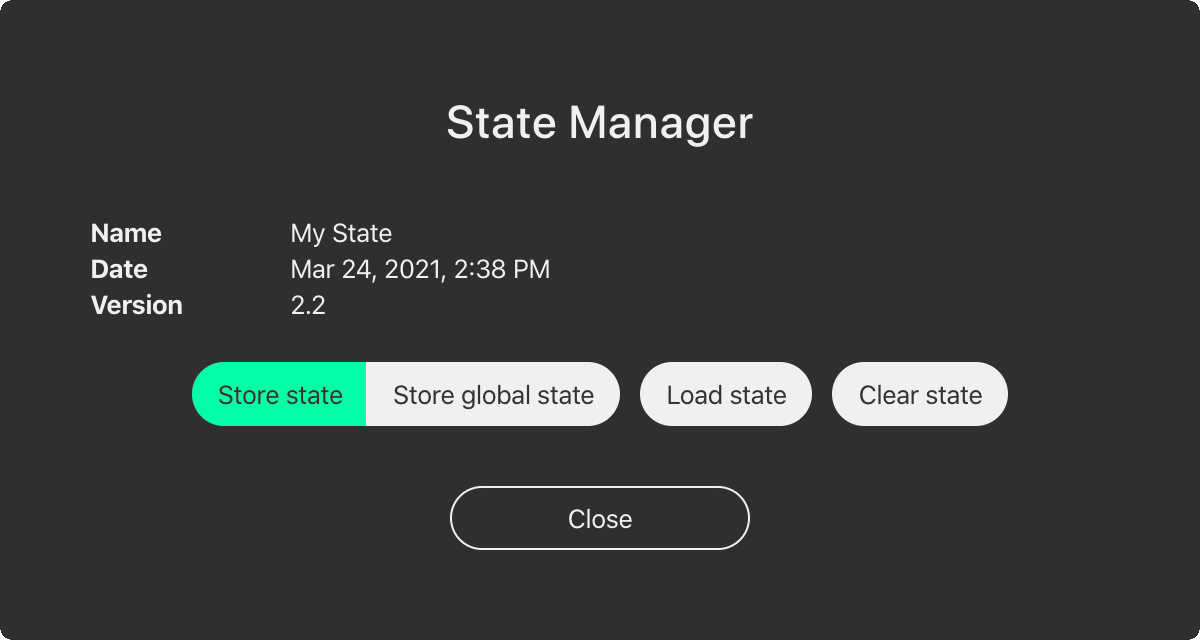 State Manager
Name My State
Date Mar 24, 2021, 2:38 PM
Version 2.2
Store state Store global state Load state Clear state
Close